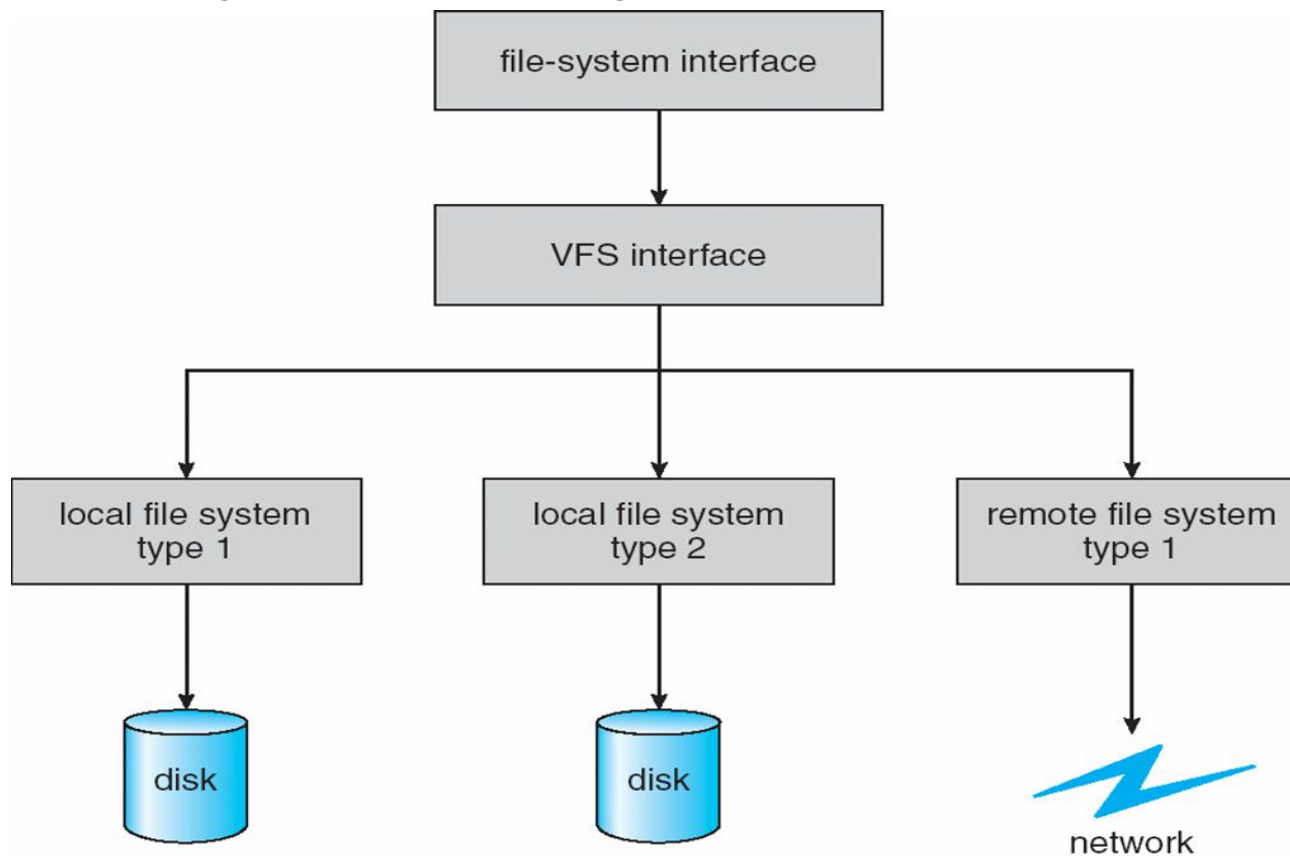 file-system interface
VFS interface
local file system
type 1
local file system
type 2
remote file system
type 1
disk
disk
network